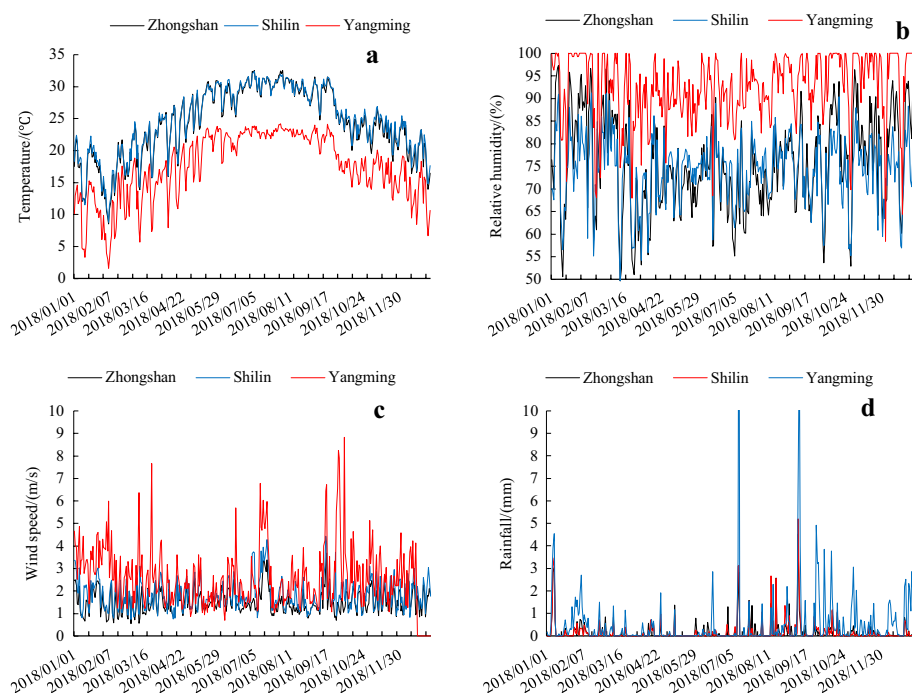 Zhongshan Shilin Yangming
a
Temperature/(℃)
35
30
25
20
15
10
5
0
2018/01/01 2018/02/07 2018/03/16 2018/04/22 2018/05/29 2018/07/05 2018/08/11 2018/09/17 2018/10/24 2018/11/30
Zhongshan Shilin Yangming
b
Relative humidity/(%)
100
95
90
85
80
75
70
65
60
55
50
2018/01/01 2018/02/07 2018/03/16 2018/04/22 2018/05/29 2018/07/05 2018/08/11 2018/09/17 2018/10/24 2018/11/30
Zhongshan Shilin Yangming
c
Wind speed/(m/s)
10
9
8
7
6
5
4
3
2
1
0
2018/01/01 2018/02/07 2018/03/16 2018/04/22 2018/05/29 2018/07/05 2018/08/11 2018/09/17 2018/10/24 2018/11/30
Zhongshan Shilin Yangming
d
Rainfall/(mm)
10
9
8
7
6
5
4
3
2
1
0
2018/01/01 2018/02/07 2018/03/16 2018/04/22 2018/05/29 2018/07/05 2018/08/11 2018/09/17 2018/10/24 2018/11/30